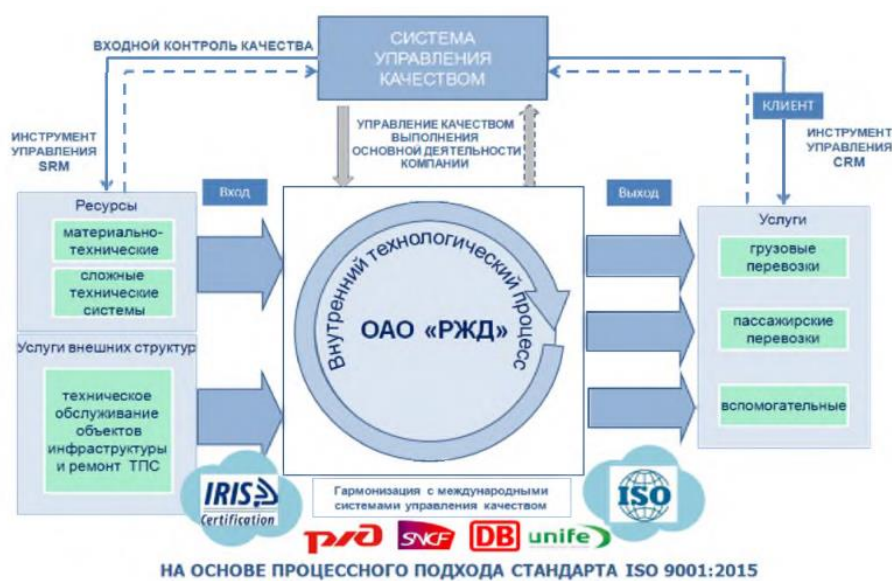 ВХОДНОЙ КОНТРОЛЬ КАЧЕСТВА
СИСТЕМА
УПРАВЛЕНИЯ
КАЧЕСТВОМ
КЛИЕНТ
УПРАВЛЕНИЕ КАЧЕСТВОМ
ВЫПОЛНЕНИЯ
ОСНОВНОЙ ДЕЯТЕЛЬНОСТИ
КОМПАНИИ
ИНСТРУМЕНТ
УПРАВЛЕНИЯ
SRM
ИНСТРУМЕНТ
УПРАВЛЕНИЯ
CRM
Вход
Выход
Ресурсы
материально-
технические
сложные
технические
системы
Услуги внешних структур
техническое
обслуживание
объектов
инфраструктуры
и ремонт ТПС
Внутренний технологический процесс
ОАО «РЖД»
Услуги
грузовые
перевозки
пассажирские
перевозки
вспомогательные
IRIS
Certification
Гармонизация с международными
системами управления качеством
ISO
ржд
SNCF
DB
unife
НА ОСНОВЕ ПРОЦЕССНОГО ПОДХОДА СТАНДАРТА ISO 9001:2015